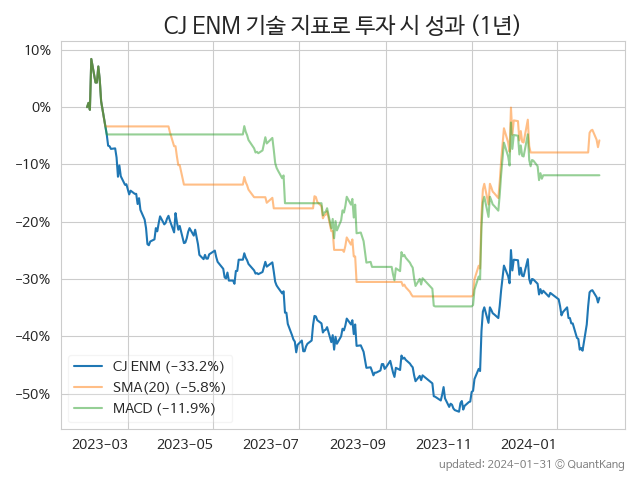 CJ ENM 기술 지표로 투자 시 성과 (1년)
10%
0%
−10%
−20%
−30%
−40%
−50%
CJ ENM (−33.2%)
SMA(20) (−5.8%)
MACD (−11.9%)
2023-03 2023-05 2023-07 2023-09 2023-11 2024-01
updated: 2024-01-31 © QuantKang